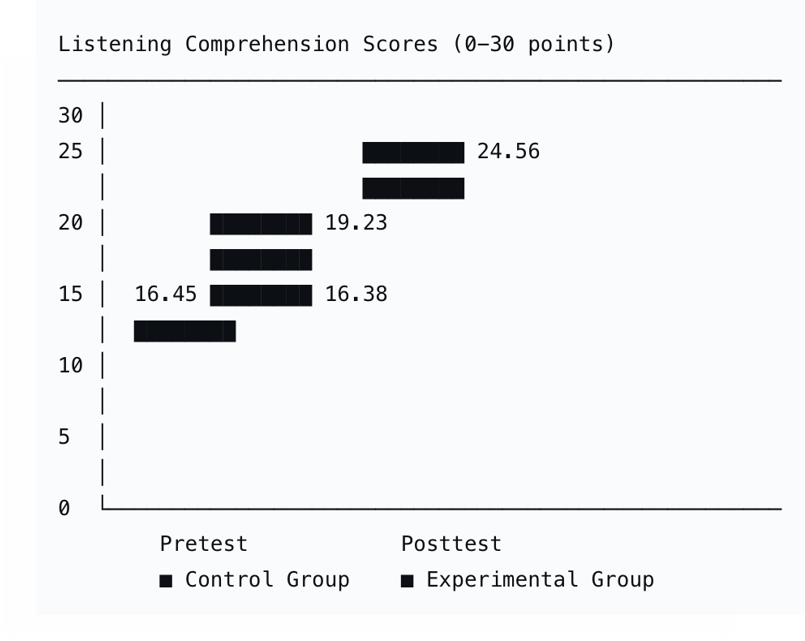 Listening Comprehension Scores (0–30 points)
30
25 24.56
20 19.23
15 16.45 16.38
10
5
0
Pretest Posttest
■ Control Group ■ Experimental Group